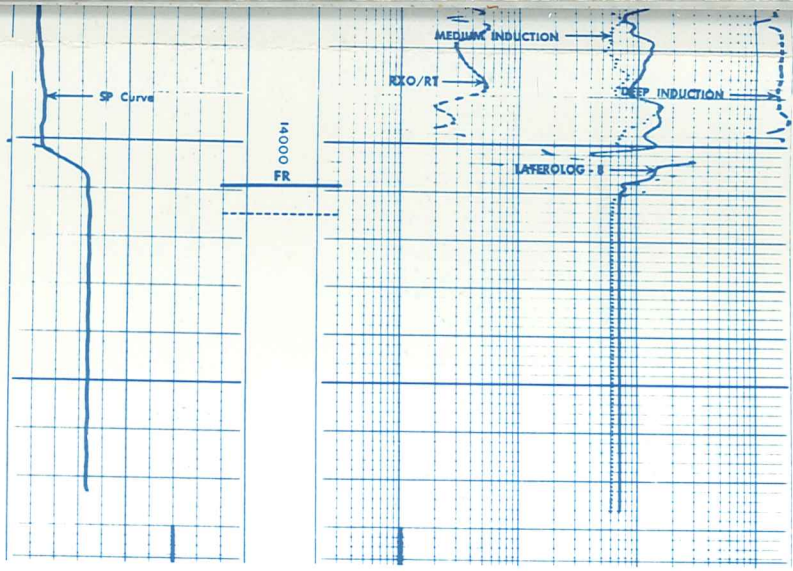 MEDIUM INDUCTION
RXO/RT
SP Curve
DEEP INDUCTION
14000
FR
LATEROLOG - 8